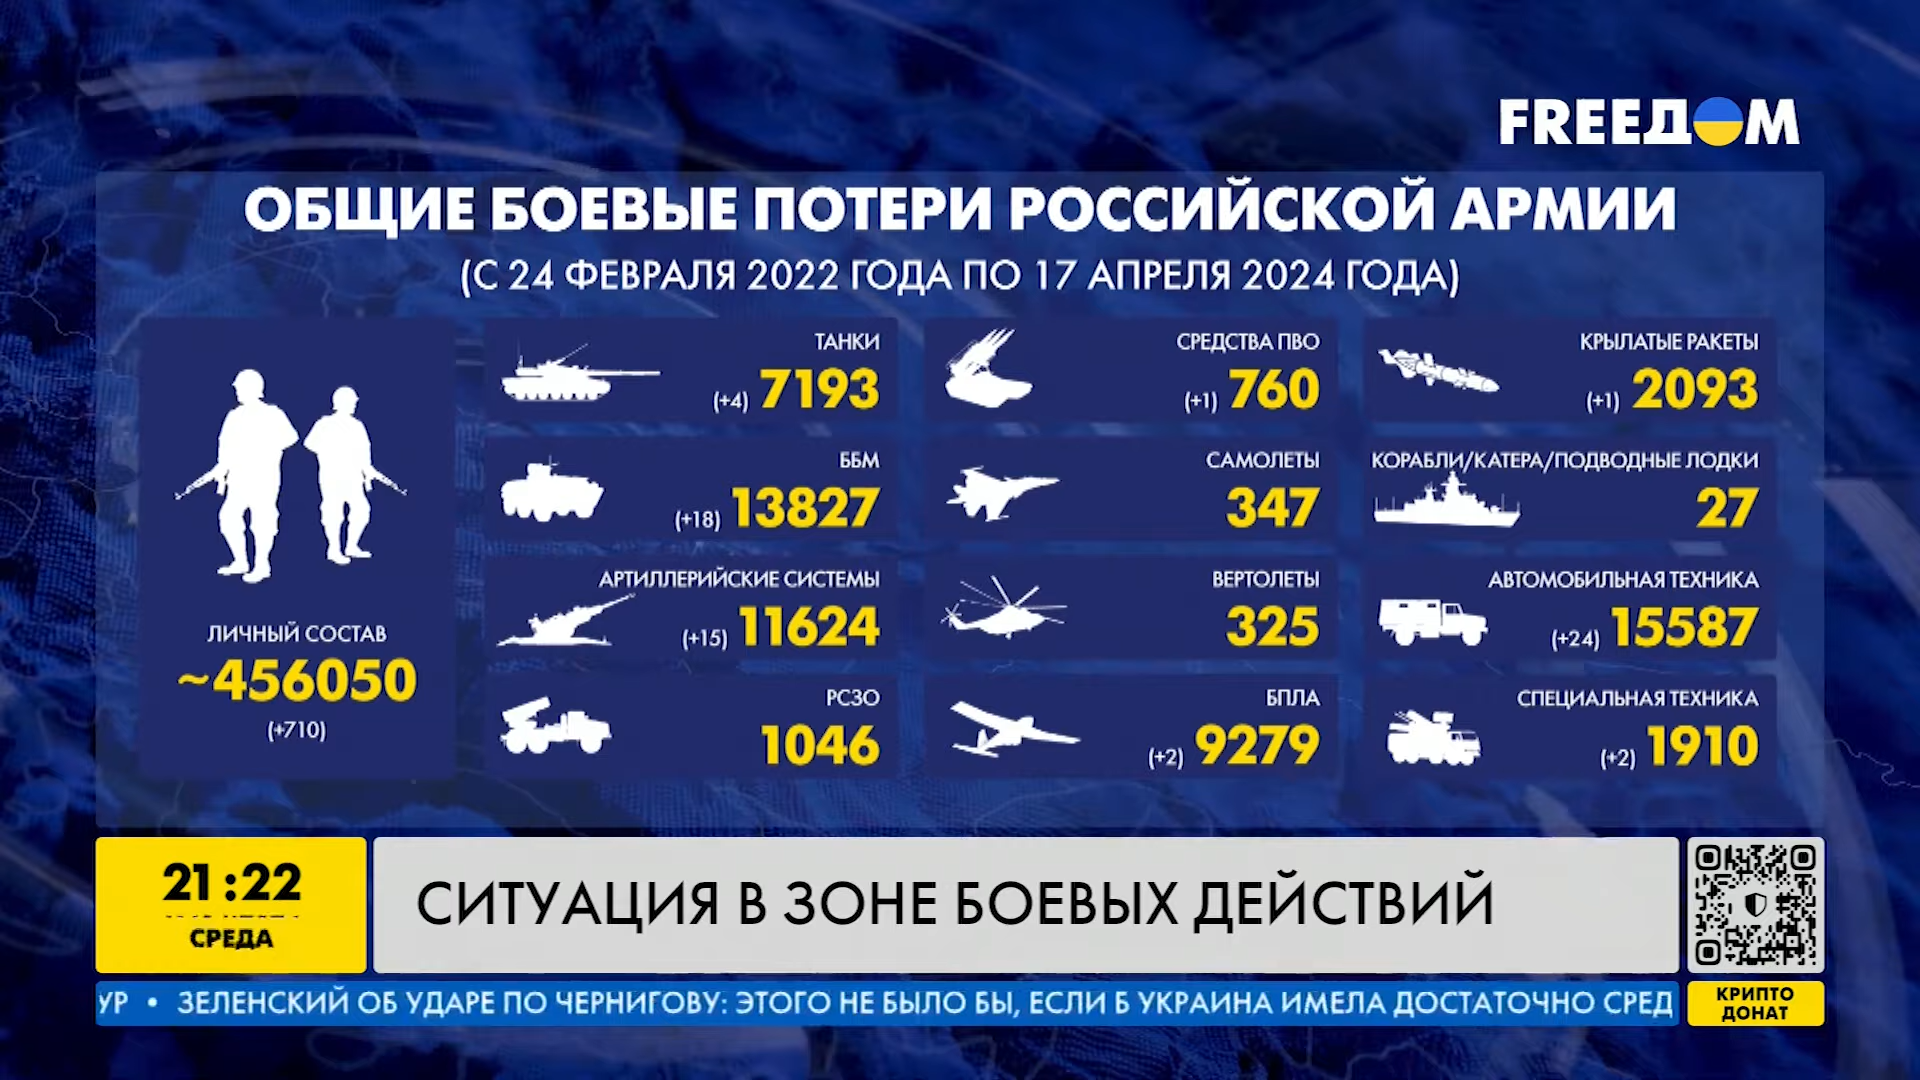 FREEДOM
ОБЩИЕ БОЕВЫЕ ПОТЕРИ РОССИЙСКОЙ АРМИИ
(С 24 ФЕВРАЛЯ 2022 ГОДА ПО 17 АПРЕЛЯ 2024 ГОДА)
ЛИЧНЫЙ СОСТАВ
~456050
(+710)
ТАНКИ
(+4) 7193
ББМ
(+18) 13827
АРТИЛЛЕРИЙСКИЕ СИСТЕМЫ
(+15) 11624
РСЗО
1046
СРЕДСТВА ПВО
(+1) 760
САМОЛЕТЫ
347
ВЕРТОЛЕТЫ
325
БПЛА
(+2) 9279
КРЫЛАТЫЕ РАКЕТЫ
(+1) 2093
КОРАБЛИ/КАТЕРА/ПОДВОДНЫЕ ЛОДКИ
27
АВТОМОБИЛЬНАЯ ТЕХНИКА
(+24) 15587
СПЕЦИАЛЬНАЯ ТЕХНИКА
(+2) 1910
21:22
СРЕДА
СИТУАЦИЯ В ЗОНЕ БОЕВЫХ ДЕЙСТВИЙ
УР • ЗЕЛЕНСКИЙ ОБ УДАРЕ ПО ЧЕРНИГОВУ: ЭТОГО НЕ БЫЛО БЫ, ЕСЛИ Б УКРАИНА ИМЕЛА ДОСТАТОЧНО СРЕД
КРИПТО
ДОНАТ